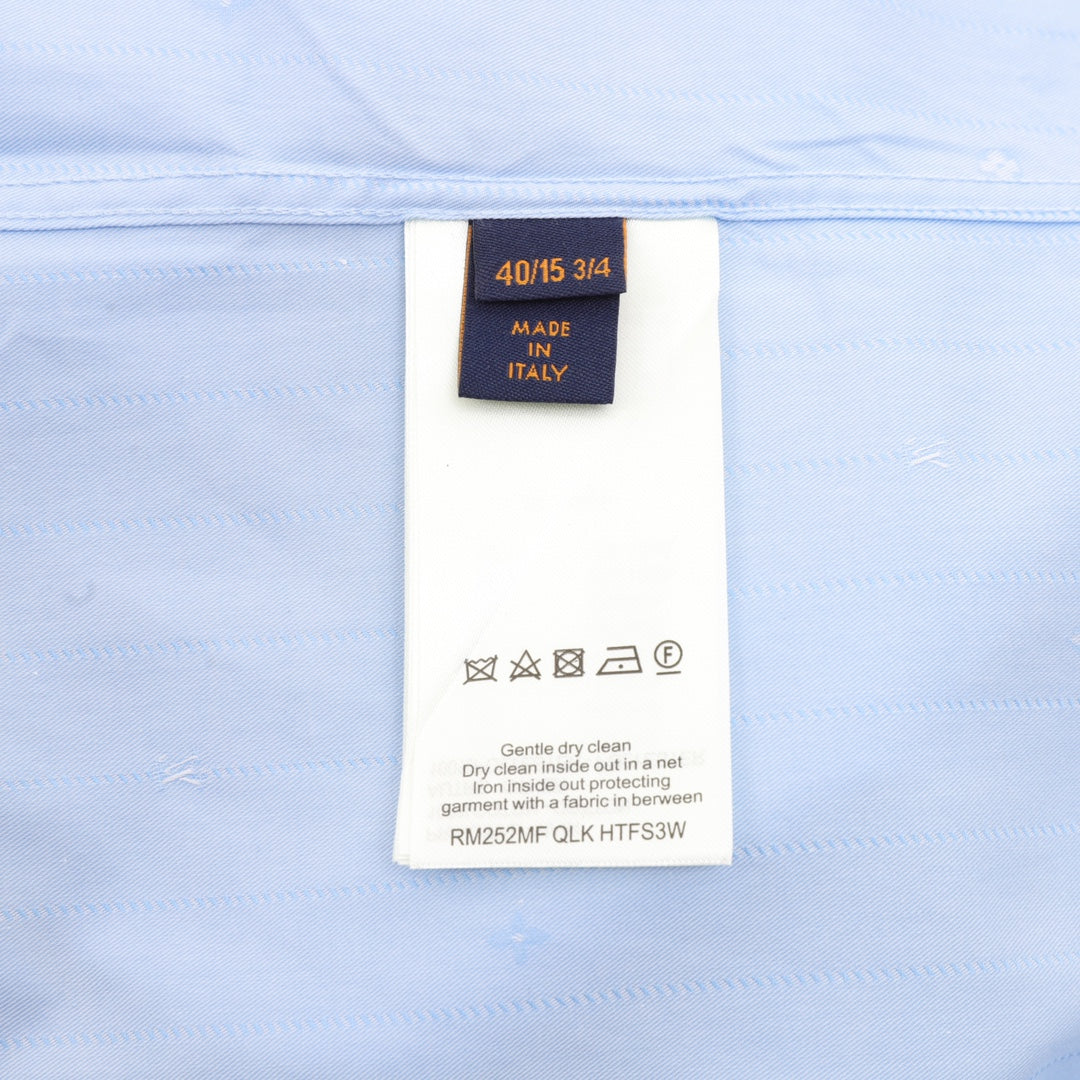 40/15 3/4
MADE
IN
ITALY
F
Gentle dry clean
Dry clean inside out in a net
Iron inside out protecting
garment with a fabric in berween
RM252MF QLK HTFS3W